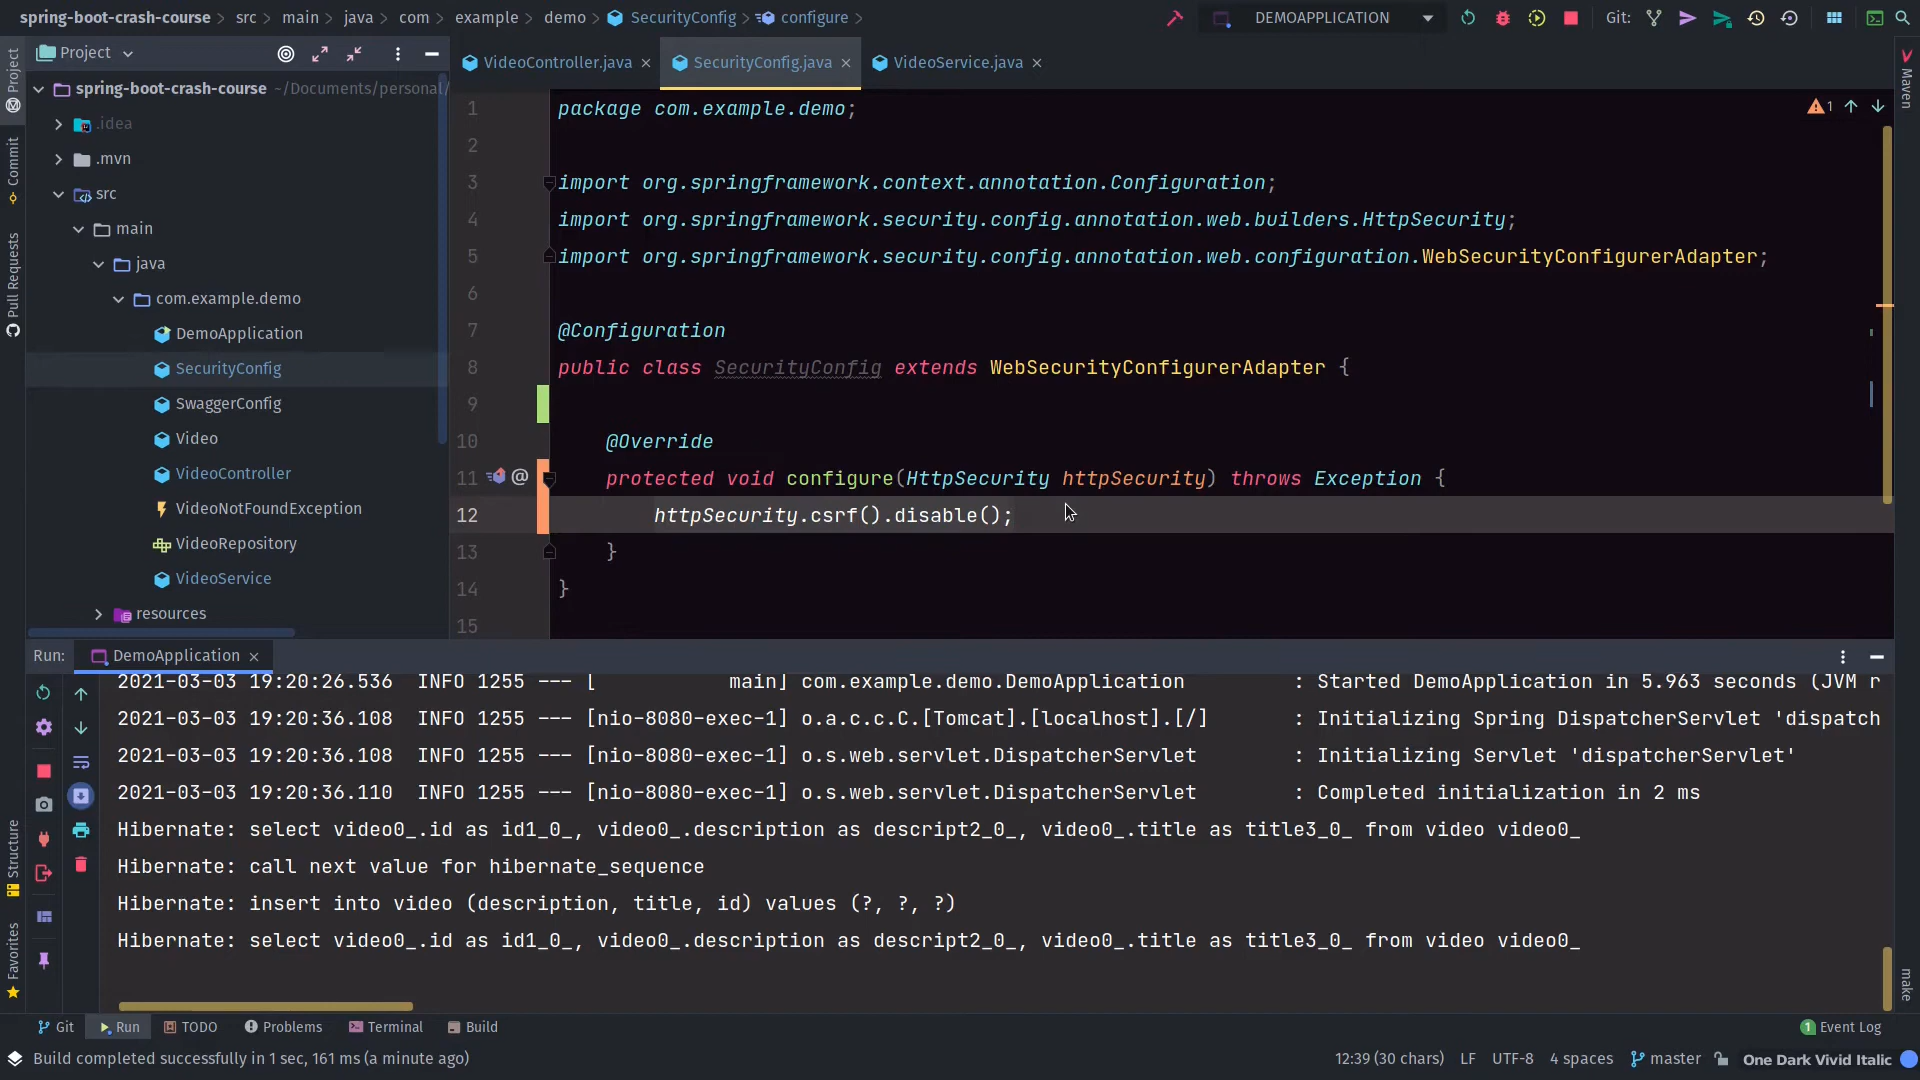 spring-boot-crash-course > src > main > java > com > example > demo > SecurityConfig > configure >
DEMOAPPLICATION
Git:
Project
VideoController.java ×
SecurityConfig.java ×
VideoService.java ×
Project
Commit
Pull Requests
Structure
Favorites
spring-boot-crash-course ~/Documents/personal/
.idea
.mvn
src
main
java
com.example.demo
DemoApplication
SecurityConfig
SwaggerConfig
Video
VideoController
VideoNotFoundException
VideoRepository
VideoService
resources
1 package com.example.demo;
2
3 import org.springframework.context.annotation.Configuration;
4 import org.springframework.security.config.annotation.web.builders.HttpSecurity;
5 import org.springframework.security.config.annotation.web.configuration.WebSecurityConfigurerAdapter;
6
7 @Configuration
8 public class SecurityConfig extends WebSecurityConfigurerAdapter {
9
10 @Override
11 @ protected void configure(HttpSecurity httpSecurity) throws Exception {
12 httpSecurity.csrf().disable();
13 }
14 }
15
1
Maven
make
Run: DemoApplication ×
2021-03-03 19:20:26.536 INFO 1255 --- [ main] com.example.demo.DemoApplication : Started DemoApplication in 5.963 seconds (JVM r
2021-03-03 19:20:36.108 INFO 1255 --- [nio-8080-exec-1] o.a.c.c.C.[Tomcat].[localhost].[/] : Initializing Spring DispatcherServlet 'dispatch
2021-03-03 19:20:36.108 INFO 1255 --- [nio-8080-exec-1] o.s.web.servlet.DispatcherServlet : Initializing Servlet 'dispatcherServlet'
2021-03-03 19:20:36.110 INFO 1255 --- [nio-8080-exec-1] o.s.web.servlet.DispatcherServlet : Completed initialization in 2 ms
Hibernate: select video0_.id as id1_0_, video0_.description as descript2_0_, video0_.title as title3_0_ from video video0_
Hibernate: call next value for hibernate_sequence
Hibernate: insert into video (description, title, id) values (?, ?, ?)
Hibernate: select video0_.id as id1_0_, video0_.description as descript2_0_, video0_.title as title3_0_ from video video0_
Git Run TODO Problems Terminal Build 1 Event Log
Build completed successfully in 1 sec, 161 ms (a minute ago) 12:39 (30 chars) LF UTF-8 4 spaces master One Dark Vivid Italic